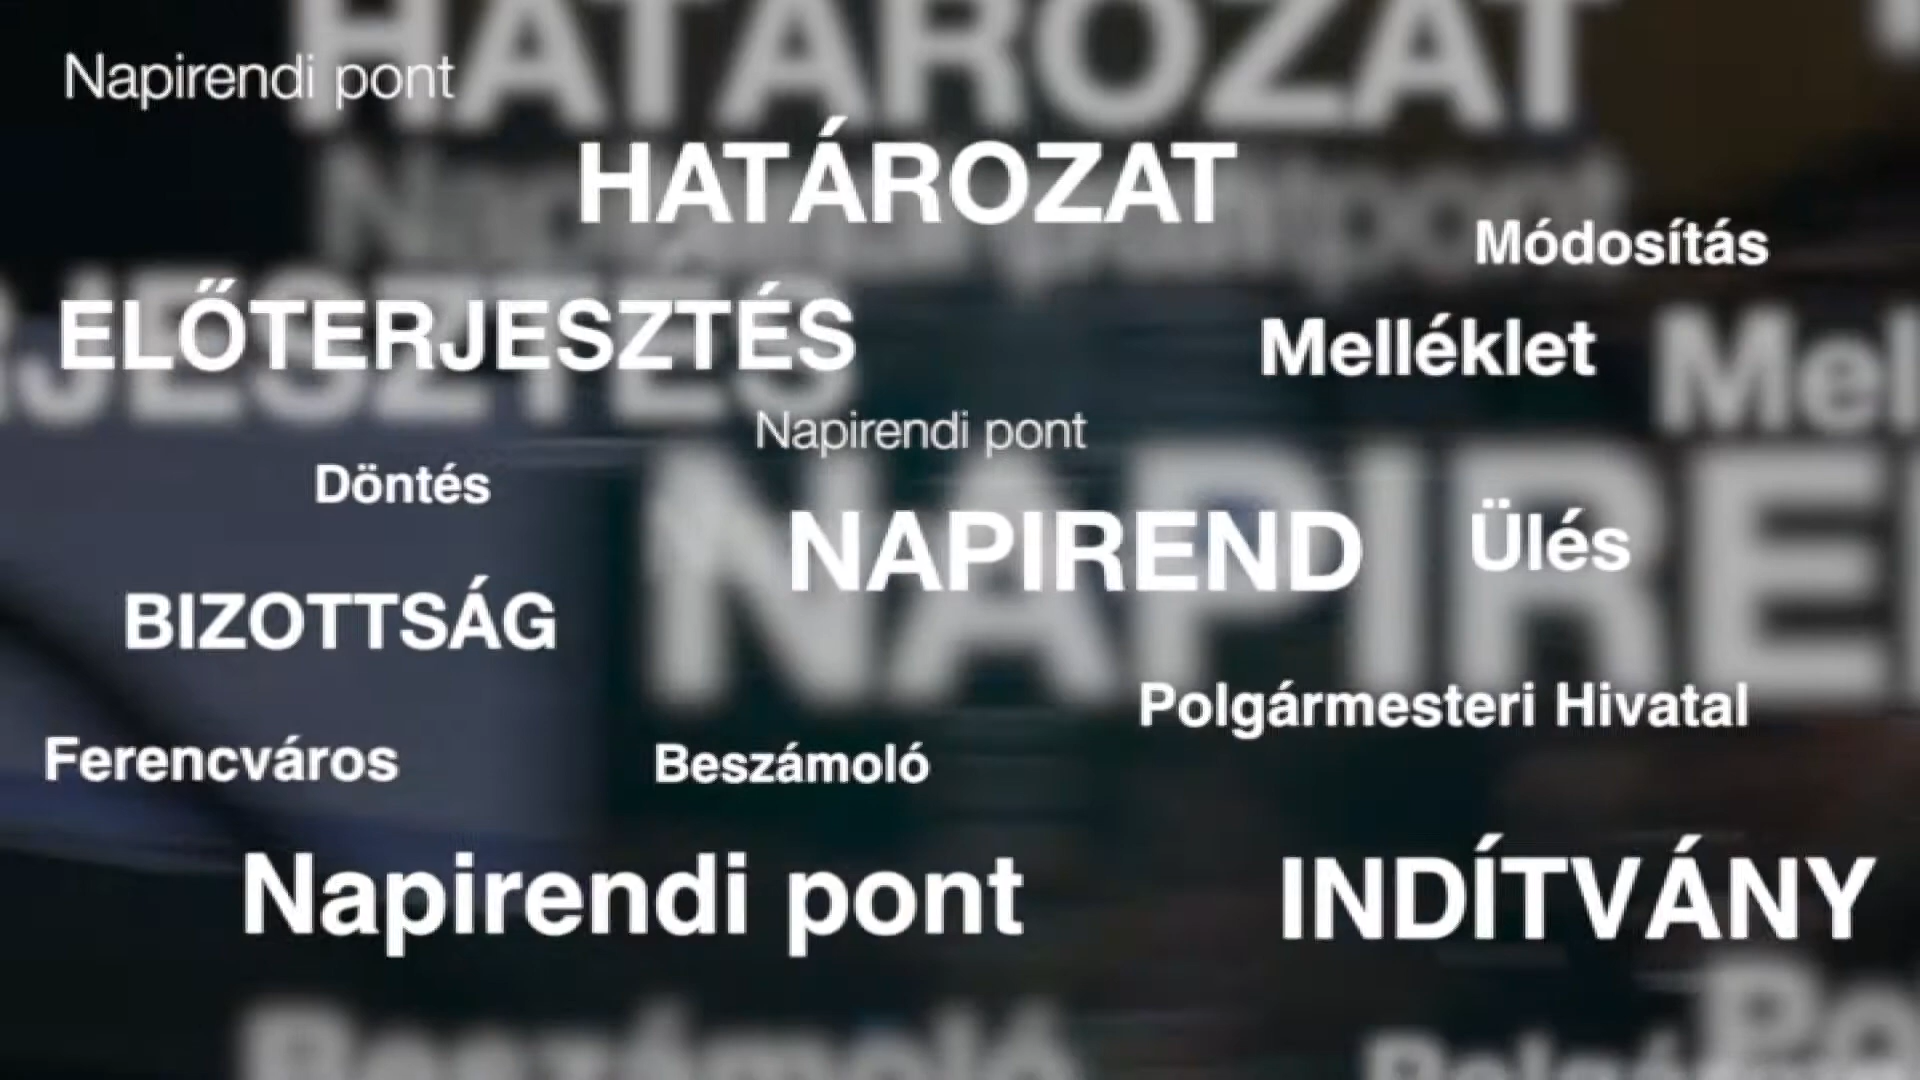 Napirendi pont
HATÁROZAT
Módosítás
ELŐTERJESZTÉS
Melléklet
Napirendi pont
Döntés
NAPIREND
Ülés
BIZOTTSÁG
Polgármesteri Hivatal
Ferencváros
Beszámoló
Napirendi pont
INDÍTVÁNY